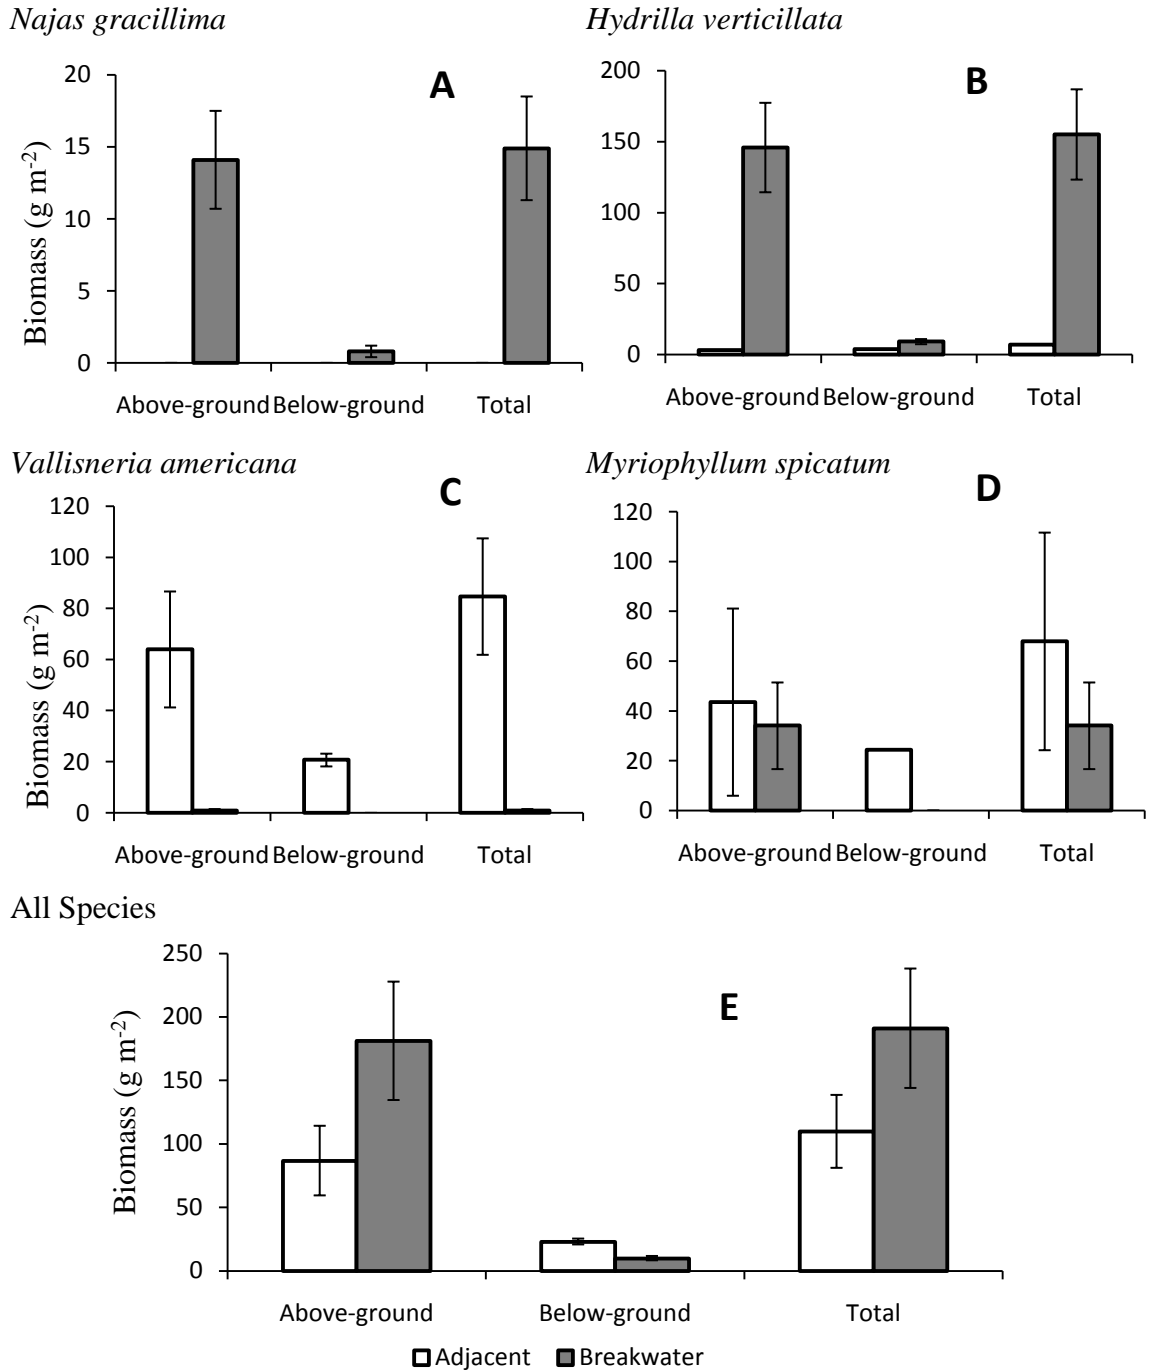 Najas gracillima
A
Biomass (g m-2)
20
15
10
5
0
Above-ground Below-ground Total
Hydrilla verticillata
B
200
150
100
50
0
Above-ground Below-ground Total
Vallisneria americana
C
Biomass (g m-2)
120
100
80
60
40
20
0
Above-ground Below-ground Total
Myriophyllum spicatum
D
120
100
80
60
40
20
0
Above-ground Below-ground Total
All Species
E
Biomass (g m-2)
250
200
150
100
50
0
Above-ground Below-ground Total
Adjacent Breakwater